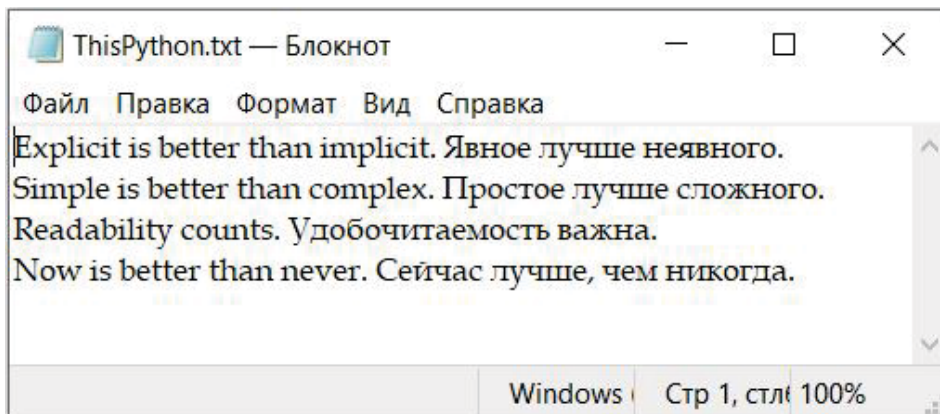 ThisPython.txt — Блокнот
Файл Правка Формат Вид Справка
Explicit is better than implicit. Явное лучше неявного.
Simple is better than complex. Простое лучше сложного.
Readability counts. Удобочитаемость важна.
Now is better than never. Сейчас лучше, чем никогда.
Windows Стр 1, 100%